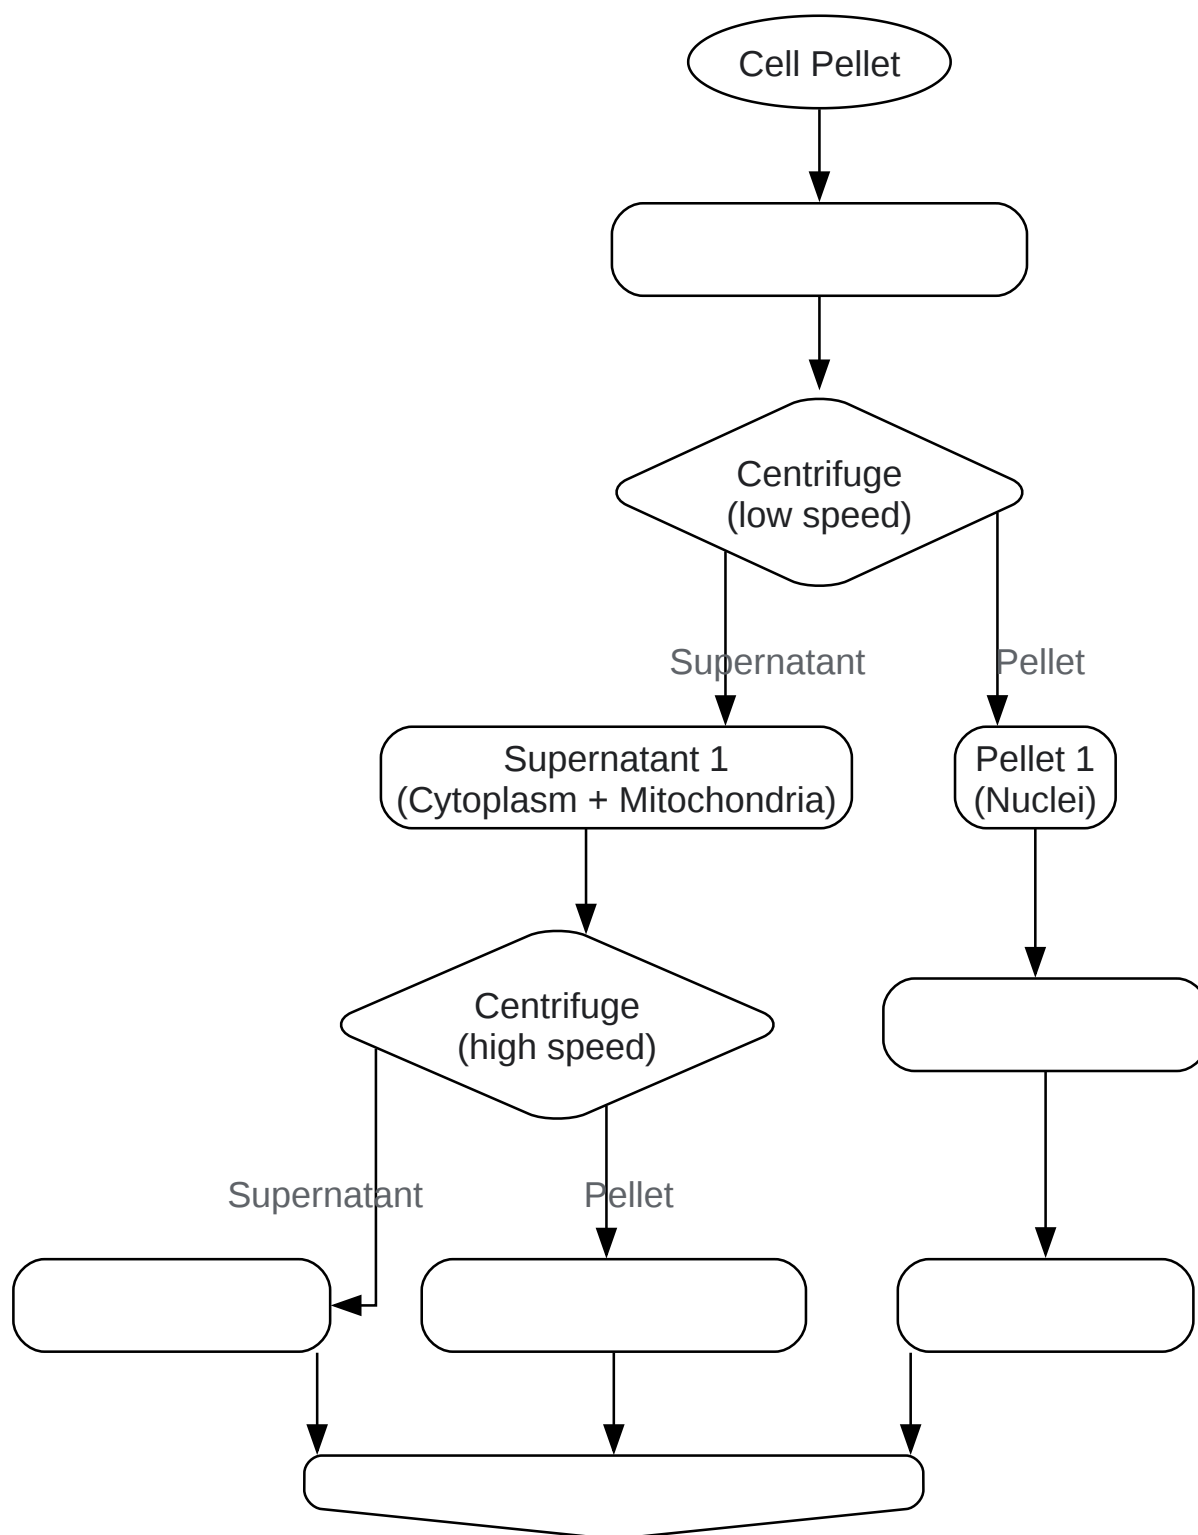 Cell Pellet
Centrifuge
(low speed)
Supernatant
Pellet
Supernatant 1
(Cytoplasm + Mitochondria)
Pellet 1
(Nuclei)
Centrifuge
(high speed)
Supernatant
Pellet